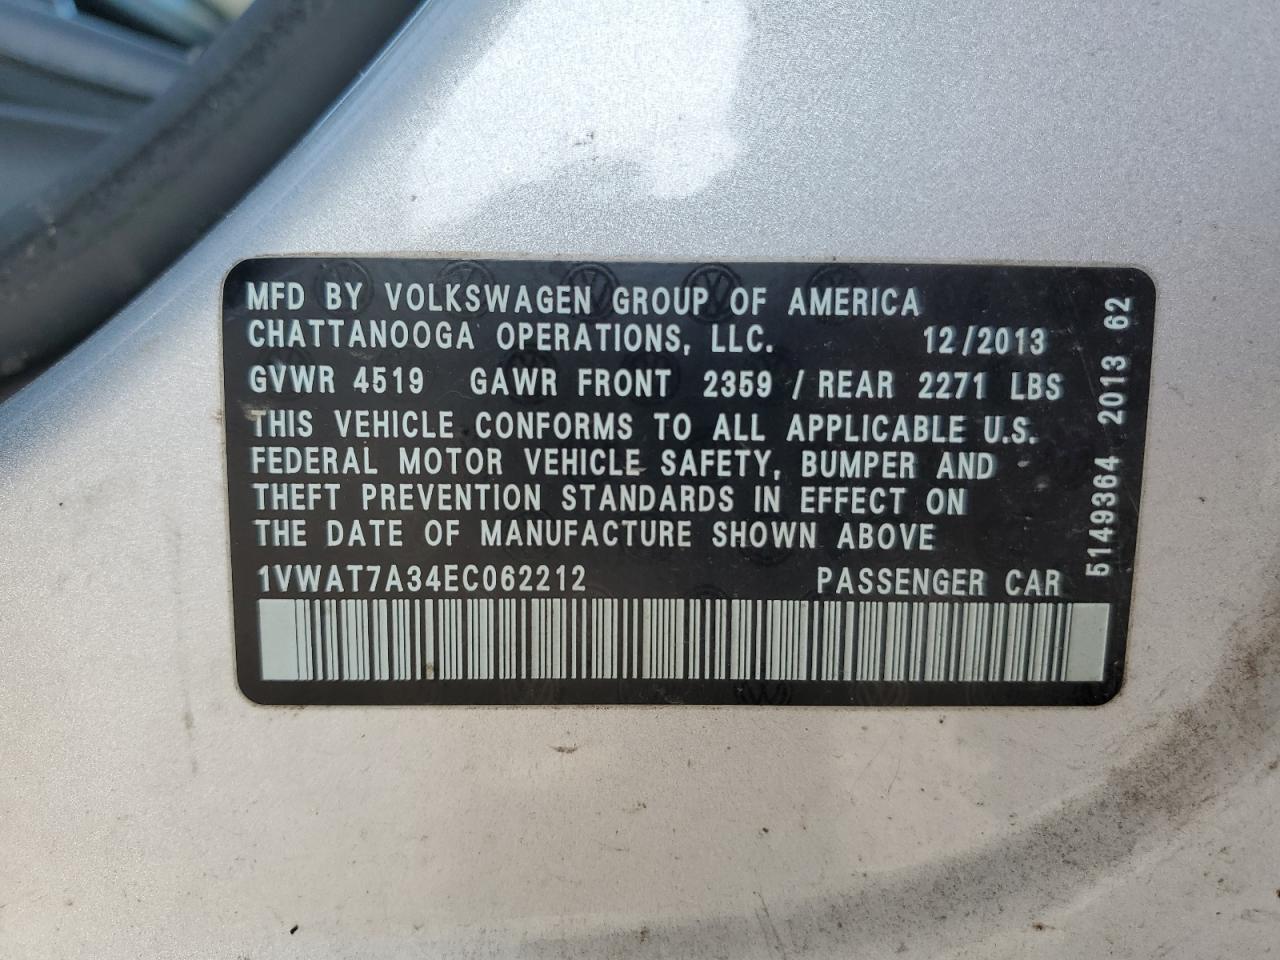 MFD BY VOLKSWAGEN GROUP OF AMERICA
CHATTANOOGA OPERATIONS, LLC. 12/2013
GVWR 4519 GAWR FRONT 2359 / REAR 2271 LBS
THIS VEHICLE CONFORMS TO ALL APPLICABLE U.S.
FEDERAL MOTOR VEHICLE SAFETY, BUMPER AND
THEFT PREVENTION STANDARDS IN EFFECT ON
THE DATE OF MANUFACTURE SHOWN ABOVE
1VWAT7A34EC062212 PASSENGER CAR
5149364 2013 62